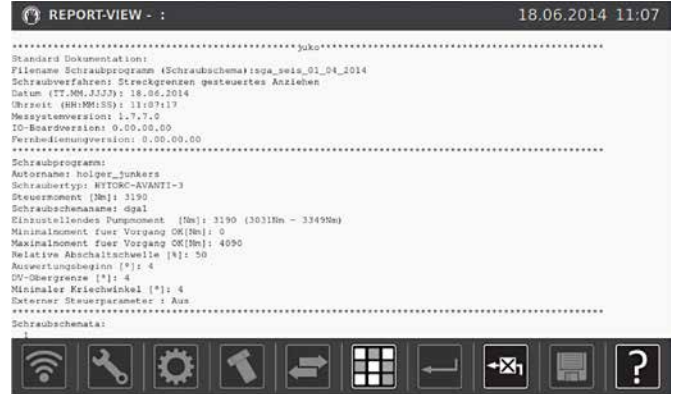 REPORT-VIEW - :
18.06.2014 11:07
juko
Standard Dokumentation:
Filename Schraubprogramm (Schraubschema):sga_seis_01_04_2014
Schraubverfahren: Streckgrenzen gesteuertes Anziehen
Datum (TT.MM.JJJJ): 18.06.2014
Uhrzeit (HH:MM:SS): 11:07:17
Messystemversion: 1.7.7.0
IO-Boardversion: 0.00.00.00
Fernbedienungversion: 0.00.00.00
Schraubprogramm:
Autorname: holger_junkers
Schraubertyp: HYTORC-AVANTI-3
Steuermoment [Nm]: 3190
Schraubschemaname: dga1
Einzustellendes Pumpmoment [Nm]: 3190 (3031Nm - 3349Nm)
Minimalmoment fuer Vorgang OK[Nm]: 0
Maximalmoment fuer Vorgang OK[Nm]: 4090
Relative Abschaltschwelle [%]: 50
Auswertungsbeginn [°]: 4
DV-Obergrenze [°]: 4
Minimaler Kriechwinkel [°]: 4
Externer Steuerparameter : Aus
Schraubschemata:
1
?